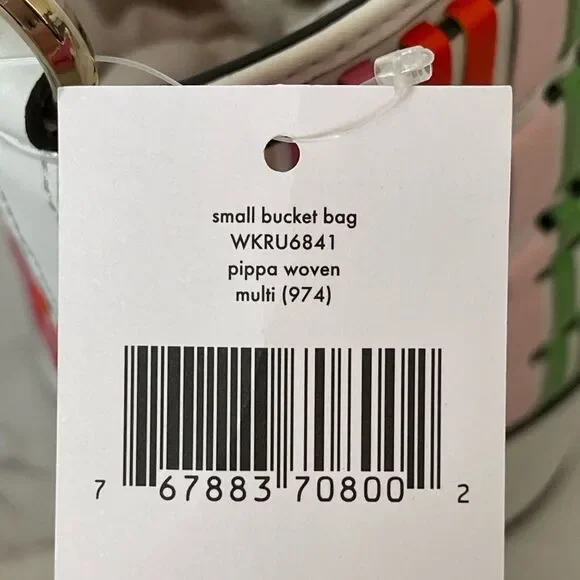 small bucket bag
WKRU6841
pippa woven
multi (974)
7 67883 70800 2